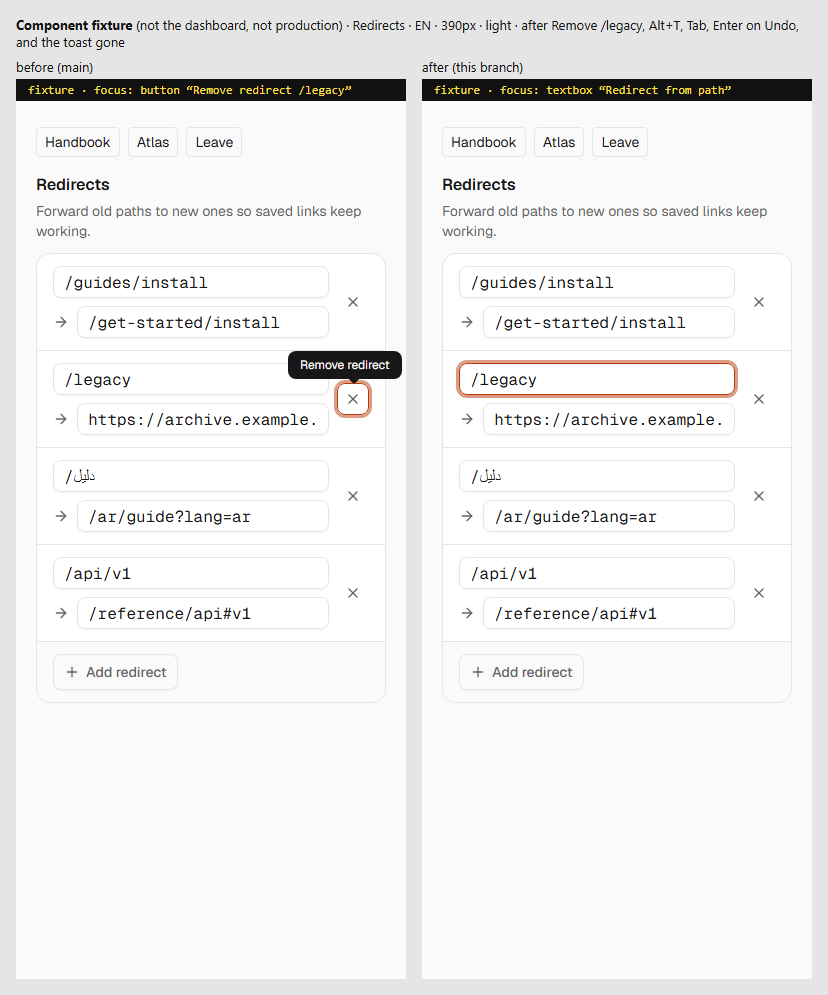 Component fixture (not the dashboard, not production) · Redirects · EN · 390px · light · after Remove /legacy, Alt+T, Tab, Enter on Undo,
and the toast gone
before (main)
fixture · focus: button “Remove redirect /legacy”
Handbook
Atlas
Leave
Redirects
Forward old paths to new ones so saved links keep
working.
/guides/install
→ /get-started/install
Remove redirect
/legacy
→ https://archive.example.
/دليل
→ /ar/guide?lang=ar
/api/v1
→ /reference/api#v1
+ Add redirect
after (this branch)
fixture · focus: textbox “Redirect from path”
Handbook
Atlas
Leave
Redirects
Forward old paths to new ones so saved links keep
working.
/guides/install
→ /get-started/install
/legacy
→ https://archive.example.
/دليل
→ /ar/guide?lang=ar
/api/v1
→ /reference/api#v1
+ Add redirect